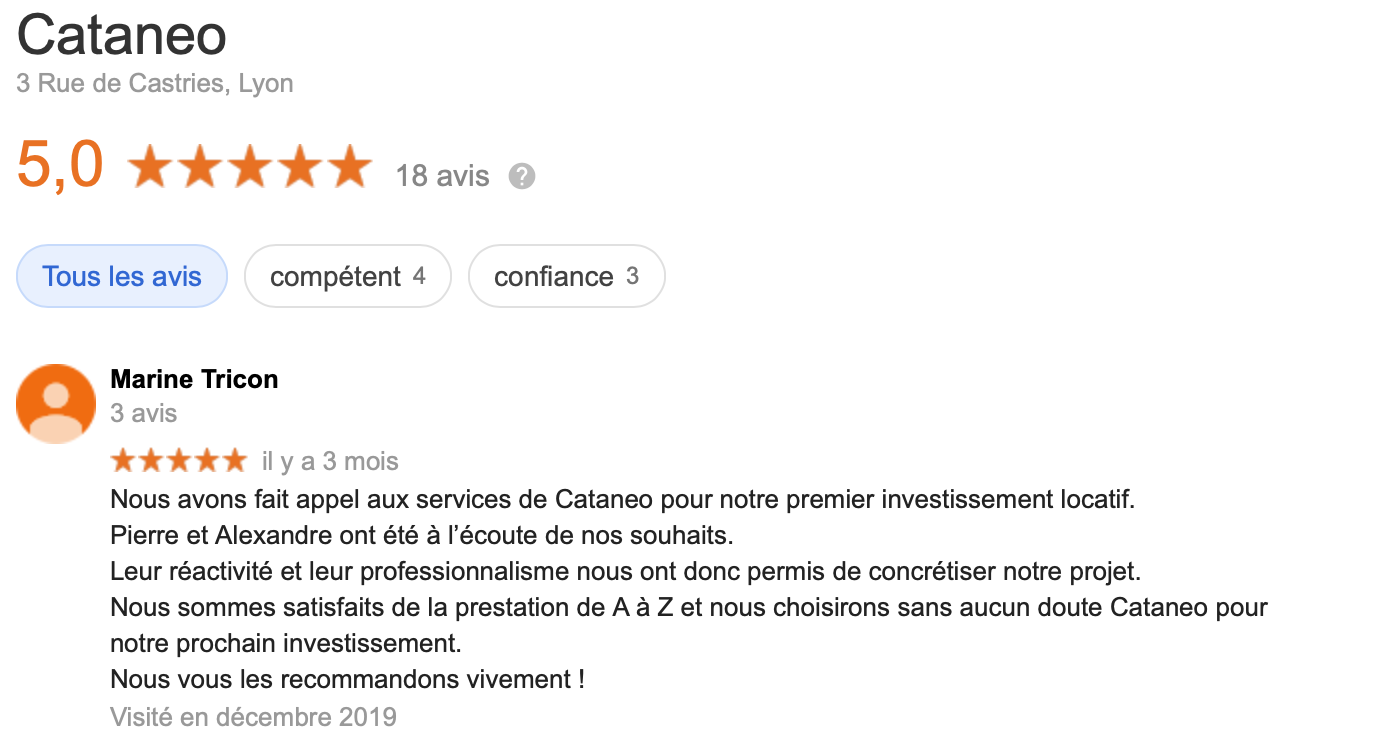 Cataneo
3 Rue de Castries, Lyon
5,0 18 avis ?
Tous les avis compétent 4 confiance 3
Marine Tricon
3 avis
il y a 3 mois
Nous avons fait appel aux services de Cataneo pour notre premier investissement locatif.
Pierre et Alexandre ont été à l’écoute de nos souhaits.
Leur réactivité et leur professionnalisme nous ont donc permis de concrétiser notre projet.
Nous sommes satisfaits de la prestation de A à Z et nous choisirons sans aucun doute Cataneo pour
notre prochain investissement.
Nous vous les recommandons vivement !
Visité en décembre 2019